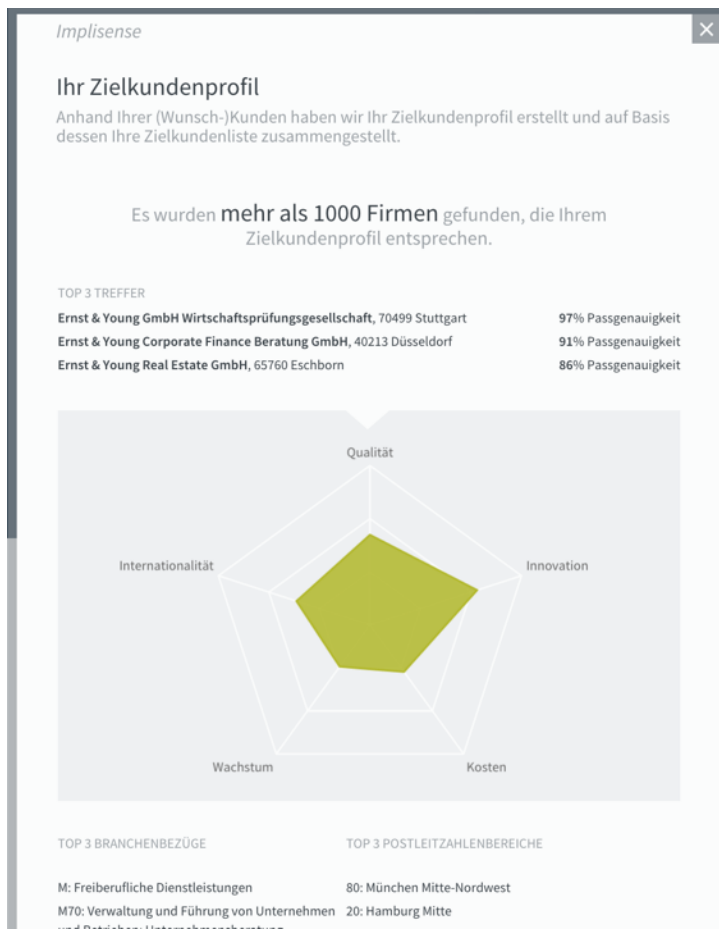 Implisense
Ihr Zielkundenprofil
Anhand Ihrer (Wunsch-)Kunden haben wir Ihr Zielkundenprofil erstellt und auf Basis
dessen Ihre Zielkundenliste zusammengestellt.
Es wurden mehr als 1000 Firmen gefunden, die Ihrem
Zielkundenprofil entsprechen.
TOP 3 TREFFER
Ernst & Young GmbH Wirtschaftsprüfungsgesellschaft, 70499 Stuttgart 97% Passgenauigkeit
Ernst & Young Corporate Finance Beratung GmbH, 40213 Düsseldorf 91% Passgenauigkeit
Ernst & Young Real Estate GmbH, 65760 Eschborn 86% Passgenauigkeit
Qualität
Internationalität
Innovation
Wachstum
Kosten
TOP 3 BRANCHENBEZÜGE
M: Freiberufliche Dienstleistungen
M70: Verwaltung und Führung von Unternehmen
und Betrieben; Unternehmensberatung
TOP 3 POSTLEITZAHLENBEREICHE
80: München Mitte-Nordwest
20: Hamburg Mitte